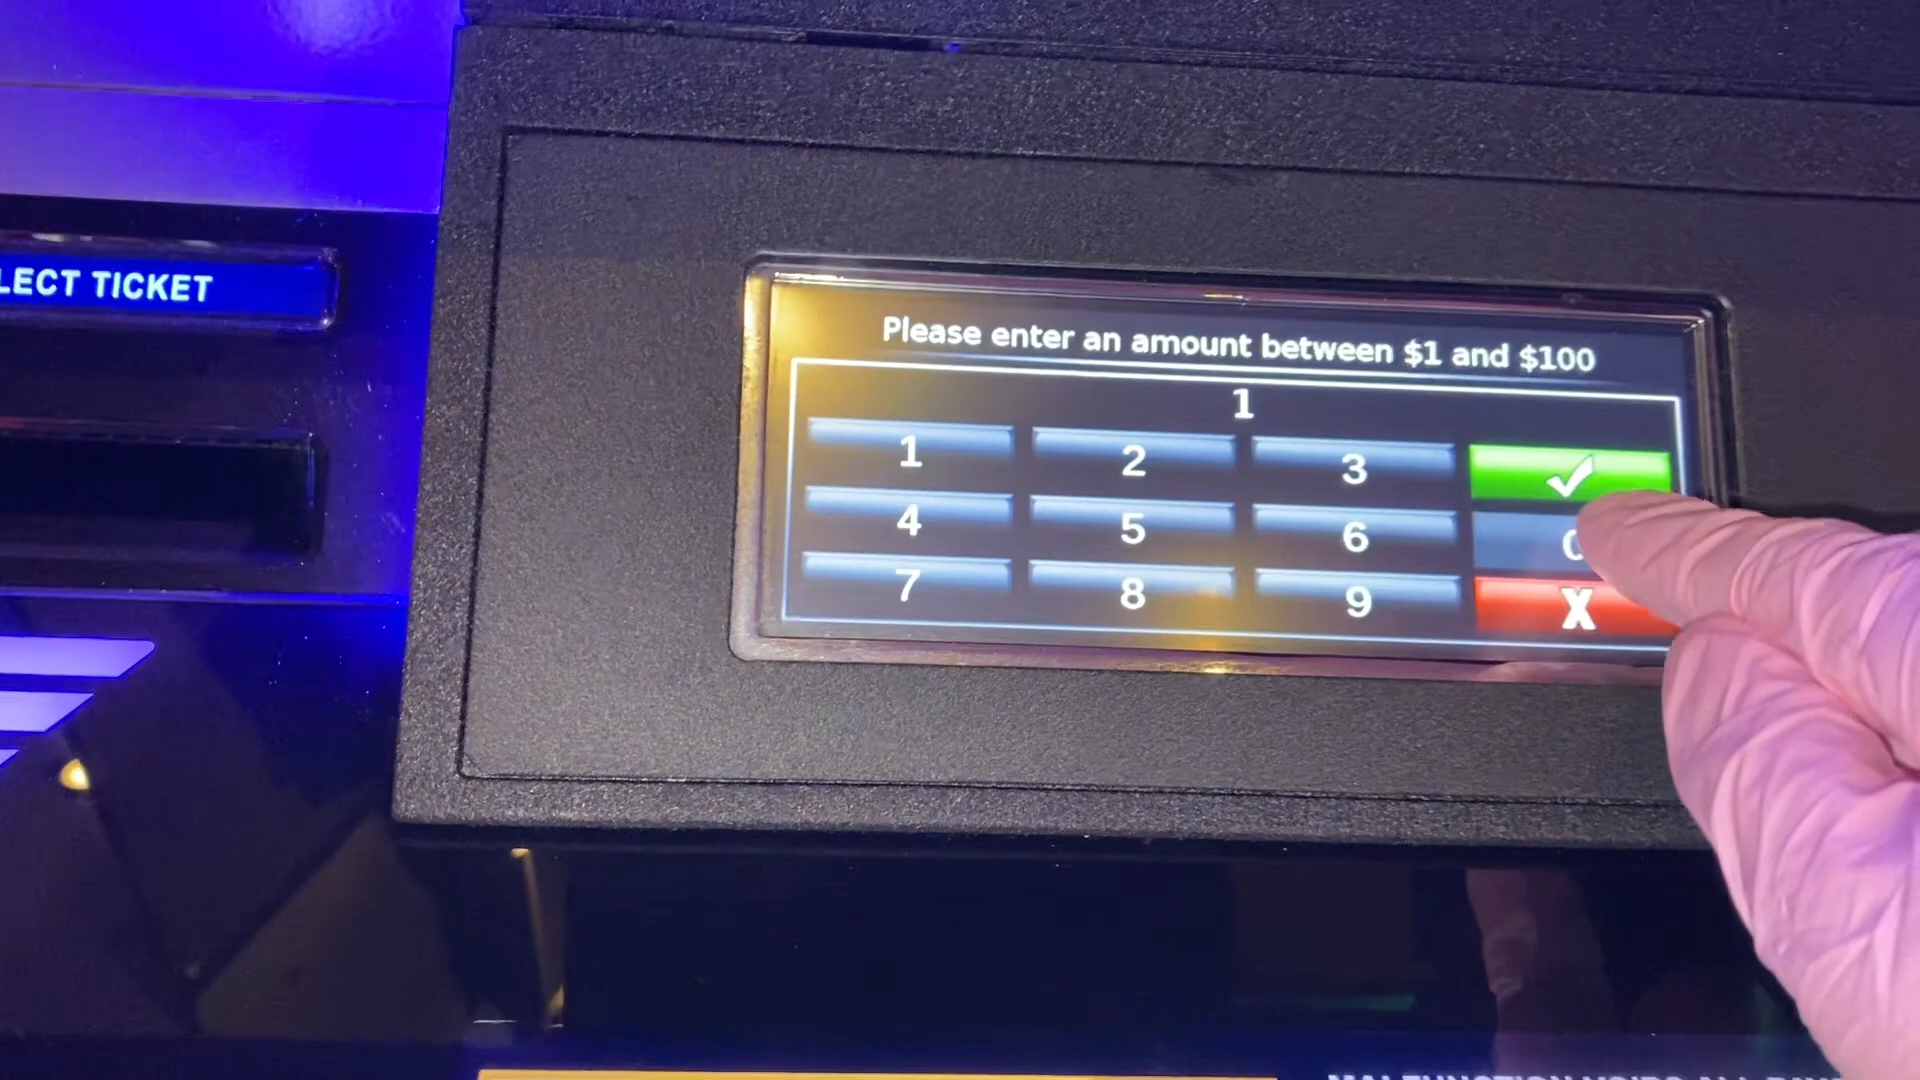 LECT TICKET
Please enter an amount between $1 and $100
1
1 2 3
4 5 6 0
7 8 9 X